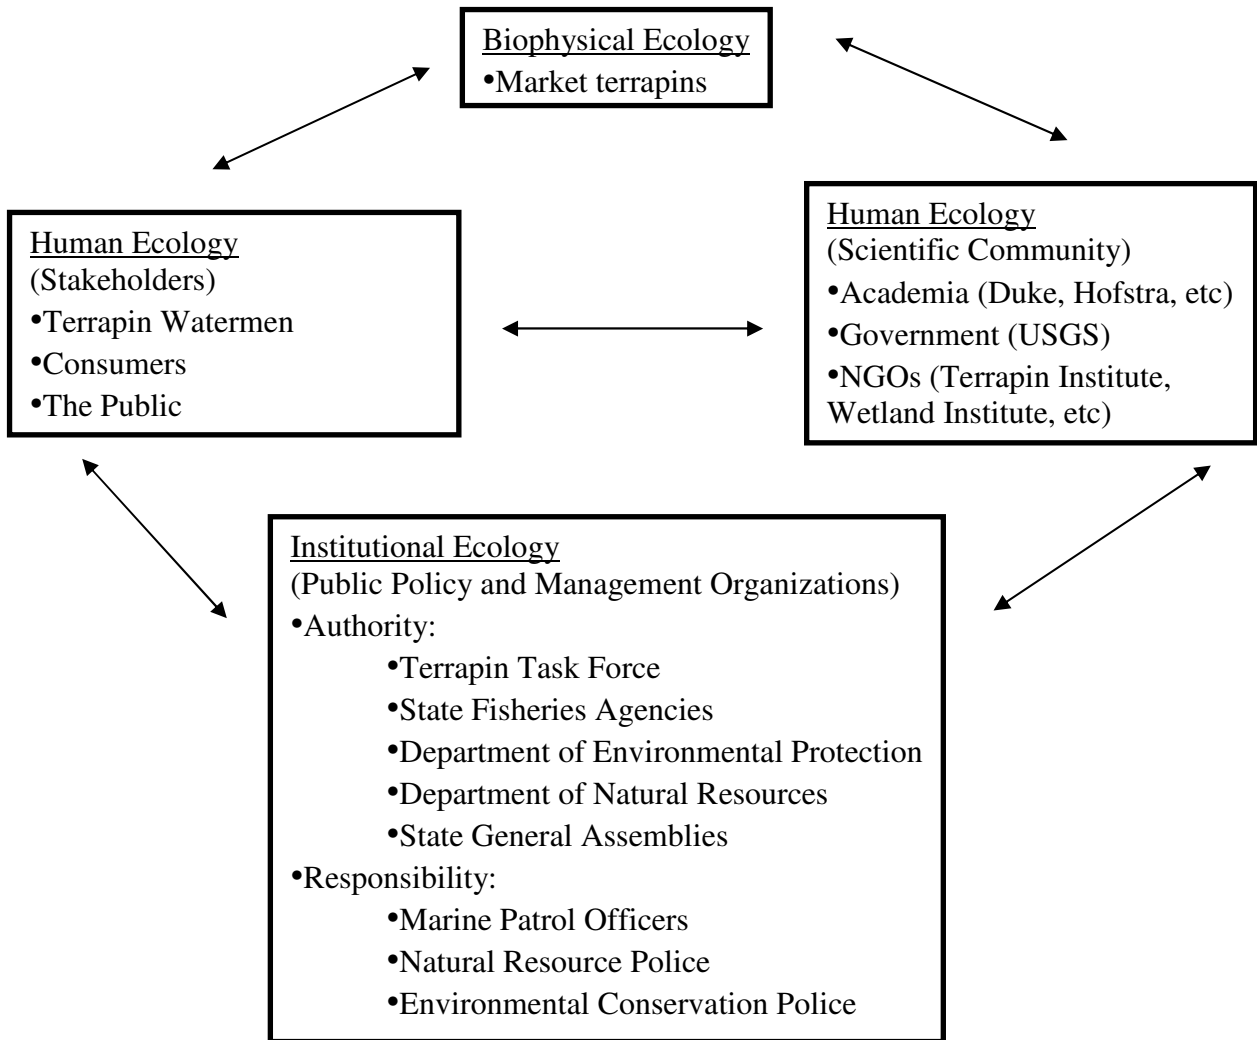 Biophysical Ecology
•Market terrapins
Human Ecology
(Stakeholders)
•Terrapin Watermen
•Consumers
•The Public
Human Ecology
(Scientific Community)
•Academia (Duke, Hofstra, etc)
•Government (USGS)
•NGOs (Terrapin Institute,
Wetland Institute, etc)
Institutional Ecology
(Public Policy and Management Organizations)
•Authority:
•Terrapin Task Force
•State Fisheries Agencies
•Department of Environmental Protection
•Department of Natural Resources
•State General Assemblies
•Responsibility:
•Marine Patrol Officers
•Natural Resource Police
•Environmental Conservation Police